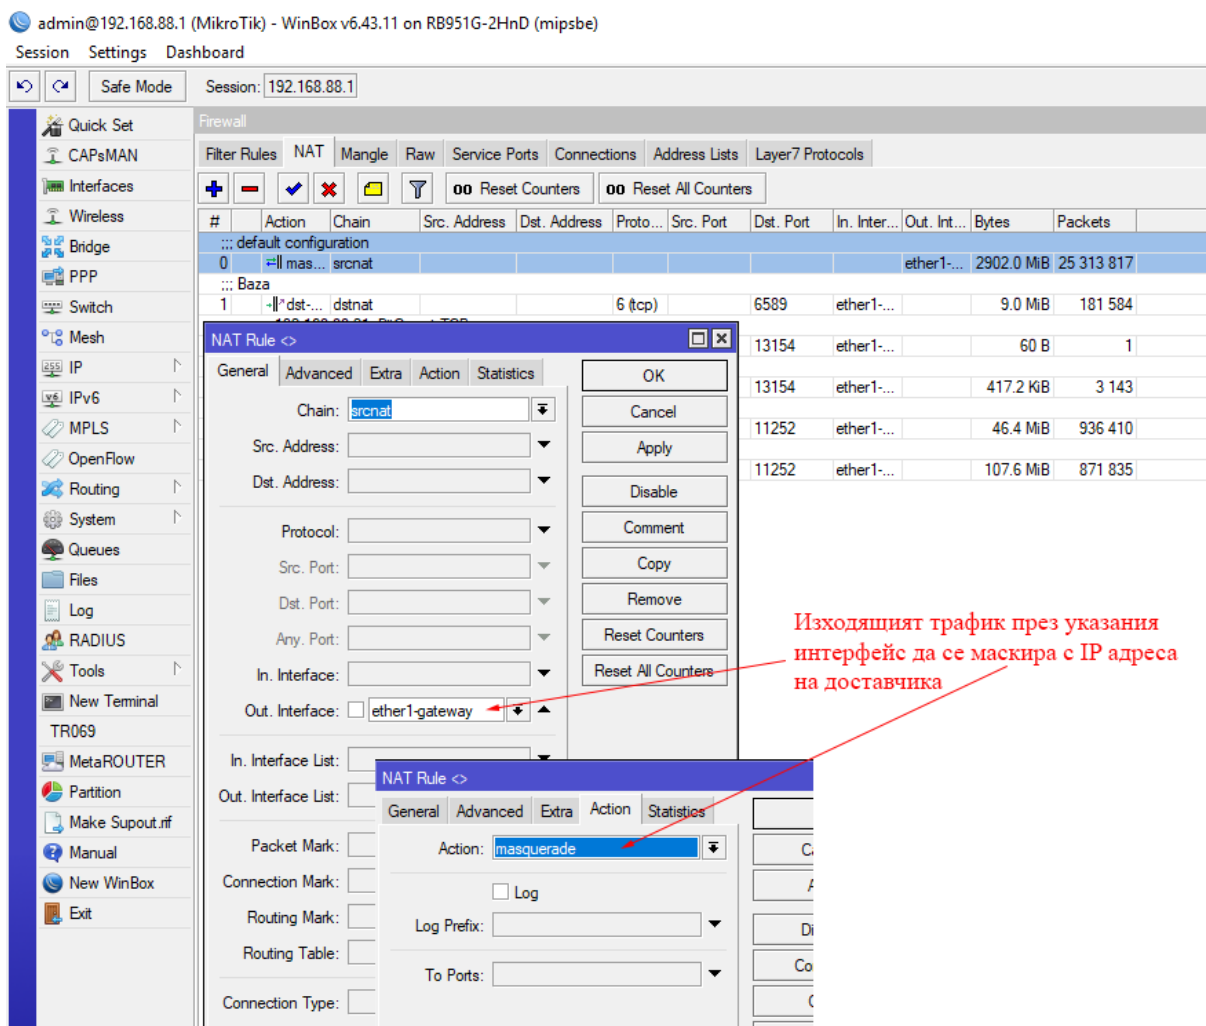 admin@192.168.88.1 (MikroTik) - WinBox v6.43.11 on RB951G-2HnD (mipsbe)
Session Settings Dashboard
Safe Mode Session: 192.168.88.1
Quick Set
CAPsMAN
Interfaces
Wireless
Bridge
PPP
Switch
Mesh
255 IP
v6 IPv6
MPLS
OpenFlow
Routing
System
Queues
Files
Log
RADIUS
Tools
New Terminal
TR069
MetaROUTER
Partition
Make Supout.rif
Manual
New WinBox
Exit
Firewall
Filter Rules NAT Mangle Raw Service Ports Connections Address Lists Layer7 Protocols
00 Reset Counters 00 Reset All Counters
# Action Chain Src. Address Dst. Address Proto... Src. Port Dst. Port In. Inter... Out. Int... Bytes Packets
;;; default configuration
0 mas... srcnat ether1-... 2902.0 MiB 25 313 817
;;; Baza
1 dst-... dstnat 6 (tcp) 6589 ether1-... 9.0 MiB 181 584
13154 ether1-... 60 B 1
13154 ether1-... 417.2 KiB 3 143
11252 ether1-... 46.4 MiB 936 410
11252 ether1-... 107.6 MiB 871 835
NAT Rule <>
General Advanced Extra Action Statistics
Chain: srcnat
Src. Address:
Dst. Address:
Protocol:
Src. Port:
Dst. Port:
Any. Port:
In. Interface:
Out. Interface: ether1-gateway
In. Interface List:
Out. Interface List:
Packet Mark:
Connection Mark:
Routing Mark:
Routing Table:
Connection Type:
OK
Cancel
Apply
Disable
Comment
Copy
Remove
Reset Counters
Reset All Counters
Изходящият трафик през указания
интерфейс да се маскира с IP адреса
на доставчика
NAT Rule <>
General Advanced Extra Action Statistics
Action: masquerade
Log
Log Prefix:
To Ports: